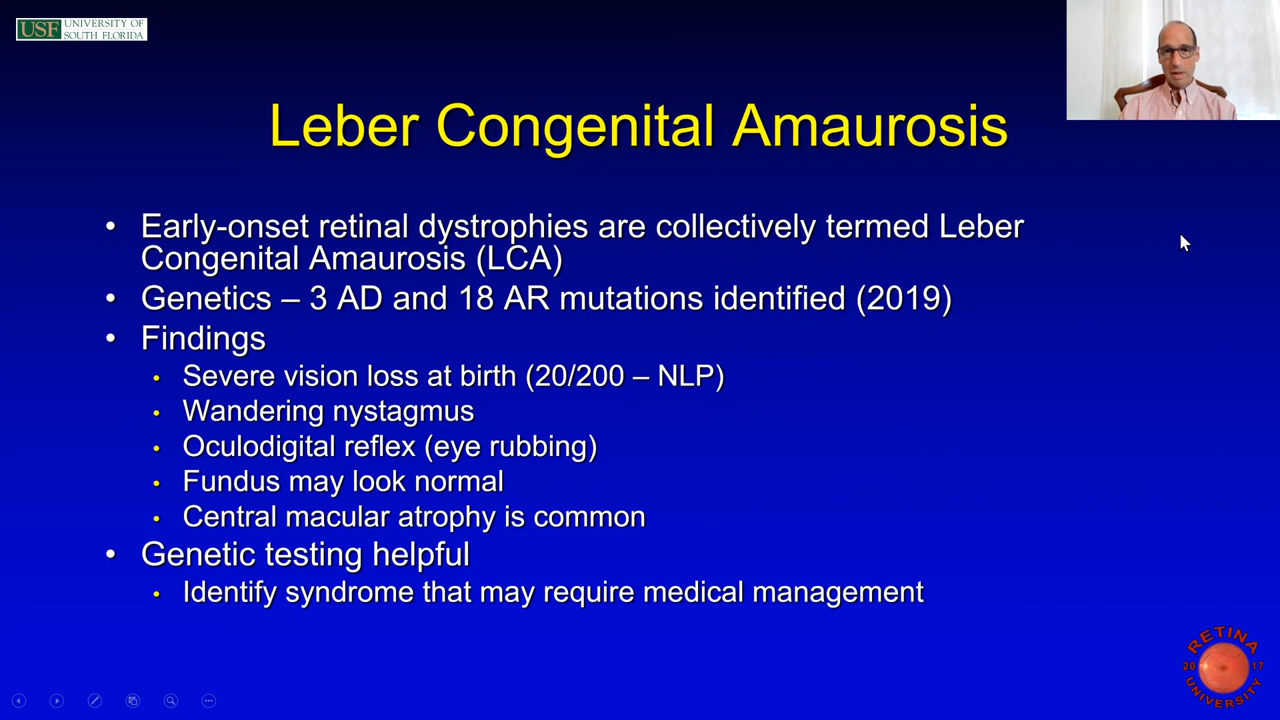 USF UNIVERSITY OF
SOUTH FLORIDA
Leber Congenital Amaurosis
• Early-onset retinal dystrophies are collectively termed Leber
Congenital Amaurosis (LCA)
• Genetics – 3 AD and 18 AR mutations identified (2019)
• Findings
• Severe vision loss at birth (20/200 – NLP)
• Wandering nystagmus
• Oculodigital reflex (eye rubbing)
• Fundus may look normal
• Central macular atrophy is common
• Genetic testing helpful
• Identify syndrome that may require medical management
RETINA
20 17
UNIVERSITY